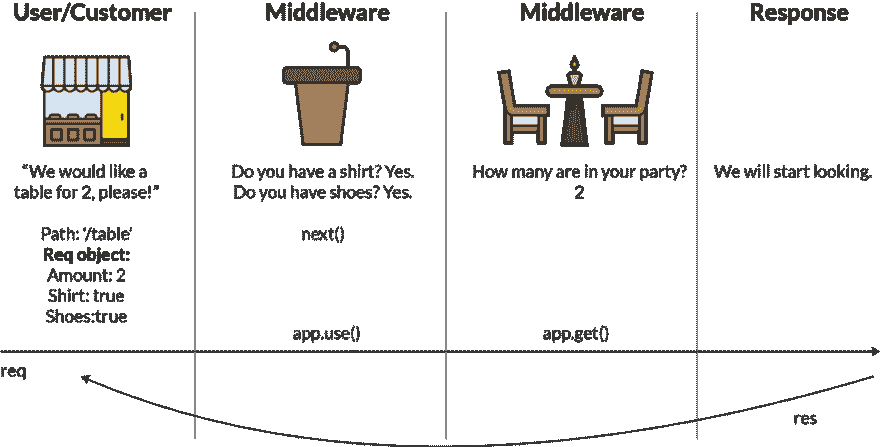 User/Customer
Middleware
Middleware
Response
“We would like a
table for 2, please!”
Path: ‘/table’
Req object:
Amount: 2
Shirt: true
Shoes:true
Do you have a shirt? Yes.
Do you have shoes? Yes.
next()
app.use()
How many are in your party?
2
app.get()
We will start looking.
req
res